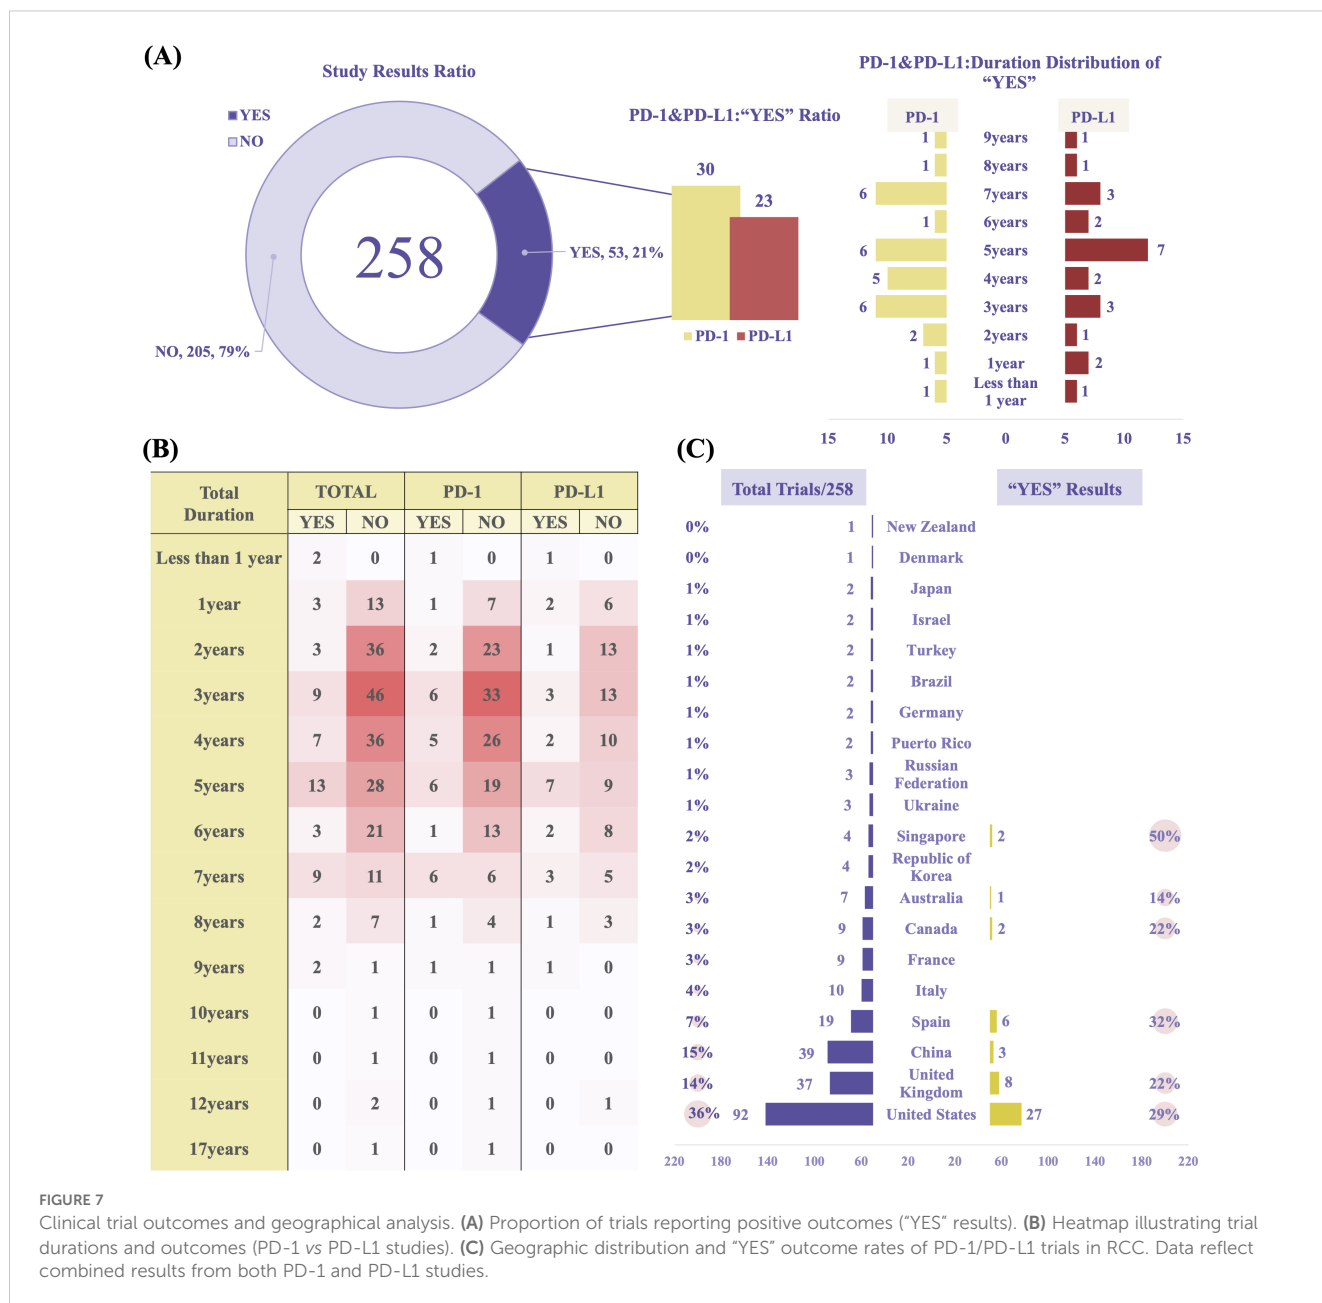 (A)
Study Results Ratio
YES
NO
258
YES, 53, 21%
NO, 205, 79%
PD-1&PD-L1:“YES” Ratio
30
23
PD-1 PD-L1
PD-1&PD-L1:Duration Distribution of
“YES”
PD-1 PD-L1
1 9years 1
1 8years 1
6 7years 3
1 6years 2
6 5years 7
5 4years 2
6 3years 3
2 2years 1
1 1year 2
1 Less than 1
1 year
15 10 5 0 5 10 15
(B)
Total
Duration
TOTAL PD-1 PD-L1
YES NO YES NO YES NO
Less than 1 year 2 0 1 0 1 0
1year 3 13 1 7 2 6
2years 3 36 2 23 1 13
3years 9 46 6 33 3 13
4years 7 36 5 26 2 10
5years 13 28 6 19 7 9
6years 3 21 1 13 2 8
7years 9 11 6 6 3 5
8years 2 7 1 4 1 3
9years 2 1 1 1 1 0
10years 0 1 0 1 0 0
11years 0 1 0 1 0 0
12years 0 2 0 1 0 1
17years 0 1 0 1 0 0
(C)
Total Trials/258 “YES” Results
0% 1 New Zealand
0% 1 Denmark
1% 2 Japan
1% 2 Israel
1% 2 Turkey
1% 2 Brazil
1% 2 Germany
1% 2 Puerto Rico
1% 3 Russian
Federation
1% 3 Ukraine
2% 4 Singapore 2 50%
2% 4 Republic of
Korea
3% 7 Australia 1 14%
3% 9 Canada 2 22%
3% 9 France
4% 10 Italy
7% 19 Spain 6 32%
15% 39 China 3
14% 37 United
Kingdom 8 22%
36% 92 United States 27 29%
220 180 140 100 60 20 20 60 100 140 180 220
FIGURE 7
Clinical trial outcomes and geographical analysis. (A) Proportion of trials reporting positive outcomes (“YES” results). (B) Heatmap illustrating trial
durations and outcomes (PD-1 vs PD-L1 studies). (C) Geographic distribution and “YES” outcome rates of PD-1/PD-L1 trials in RCC. Data reflect
combined results from both PD-1 and PD-L1 studies.